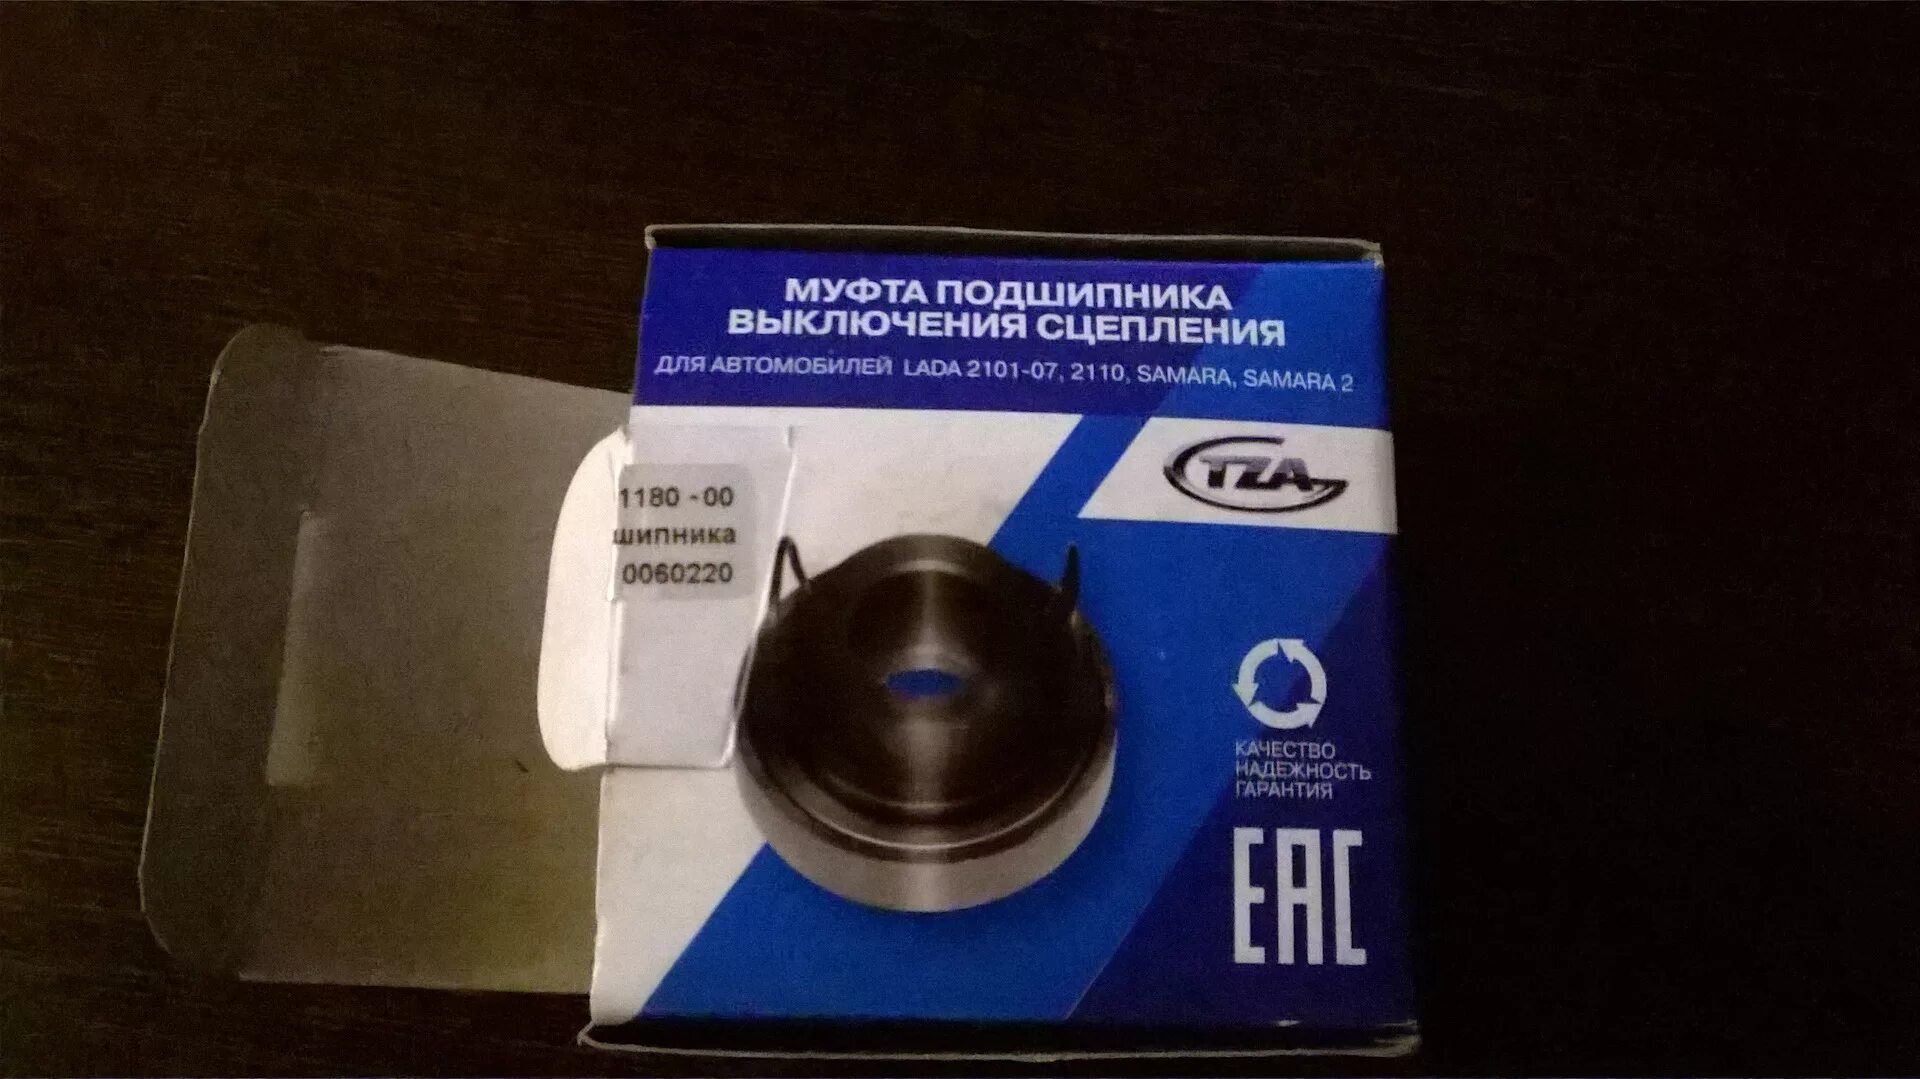 МУФТА ПОДШИПНИКА
ВЫКЛЮЧЕНИЯ СЦЕПЛЕНИЯ
ДЛЯ АВТОМОБИЛЕЙ LADA 2101-07, 2110, SAMARA, SAMARA 2
TZA
1180 -00
шипника
0060220
КАЧЕСТВО
НАДЕЖНОСТЬ
ГАРАНТИЯ
EAC